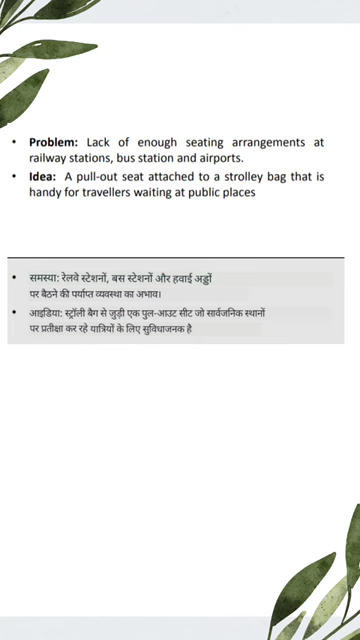 • Problem: Lack of enough seating arrangements at
railway stations, bus station and airports.
• Idea: A pull-out seat attached to a strolley bag that is
handy for travellers waiting at public places
• समस्या: रेलवे स्टेशनों, बस स्टेशनों और हवाई अड्डों
पर बैठने की पर्याप्त व्यवस्था का अभाव।
• आइडिया: स्ट्रॉली बैग से जुड़ी एक पुल-आउट सीट जो सार्वजनिक स्थानों
पर प्रतीक्षा कर रहे यात्रियों के लिए सुविधाजनक है